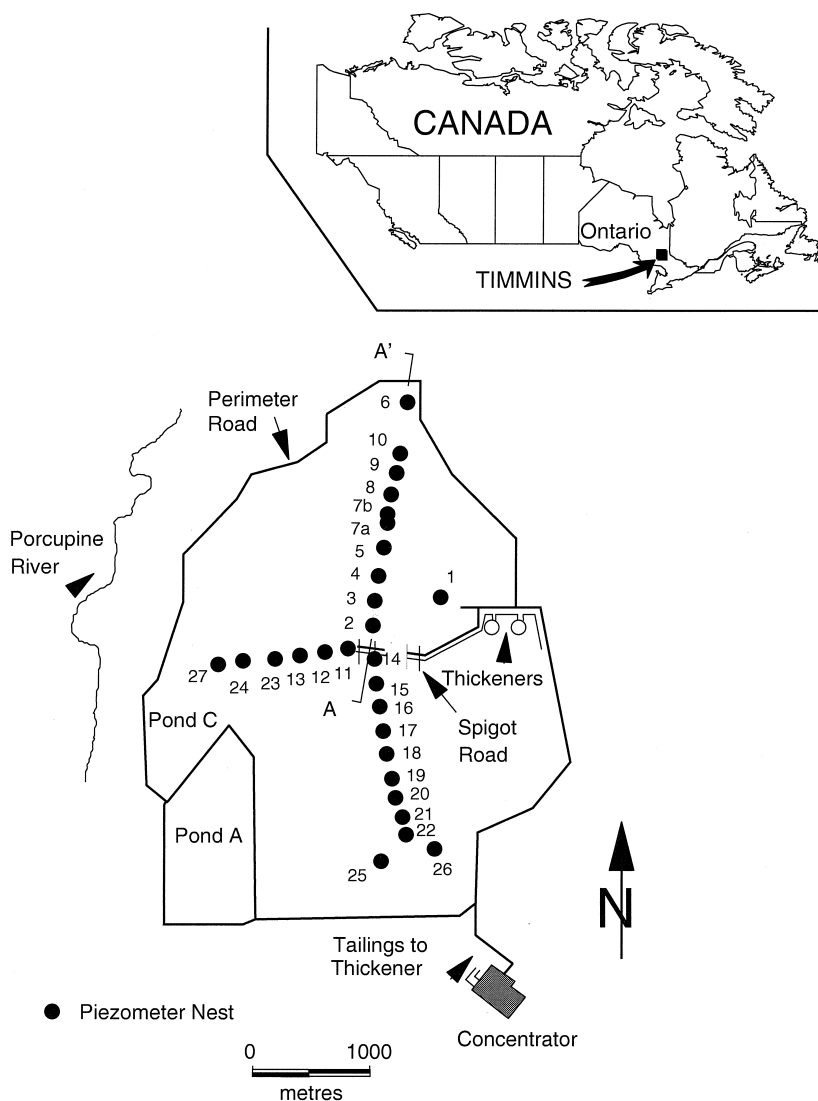 CANADA
Ontario
TIMMINS
A'
6
Perimeter
Road
10
9
8
7b
7a
Porcupine
River
5
4
1
3
2
14
27
24
23
13
12
11
Thickeners
15
A
16
Pond C
Spigot
Road
17
18
19
20
21
22
Pond A
25
26
N
Tailings to
Thickener
Piezometer Nest
Concentrator
0
1000
metres